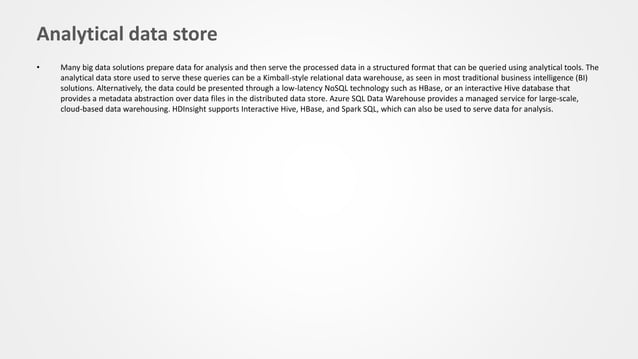 Analytical data store
• Many big data solutions prepare data for analysis and then serve the processed data in a structured format that can be queried using analytical tools. The
analytical data store used to serve these queries can be a Kimball-style relational data warehouse, as seen in most traditional business intelligence (BI)
solutions. Alternatively, the data could be presented through a low-latency NoSQL technology such as HBase, or an interactive Hive database that
provides a metadata abstraction over data files in the distributed data store. Azure SQL Data Warehouse provides a managed service for large-scale,
cloud-based data warehousing. HDInsight supports Interactive Hive, HBase, and Spark SQL, which can also be used to serve data for analysis.